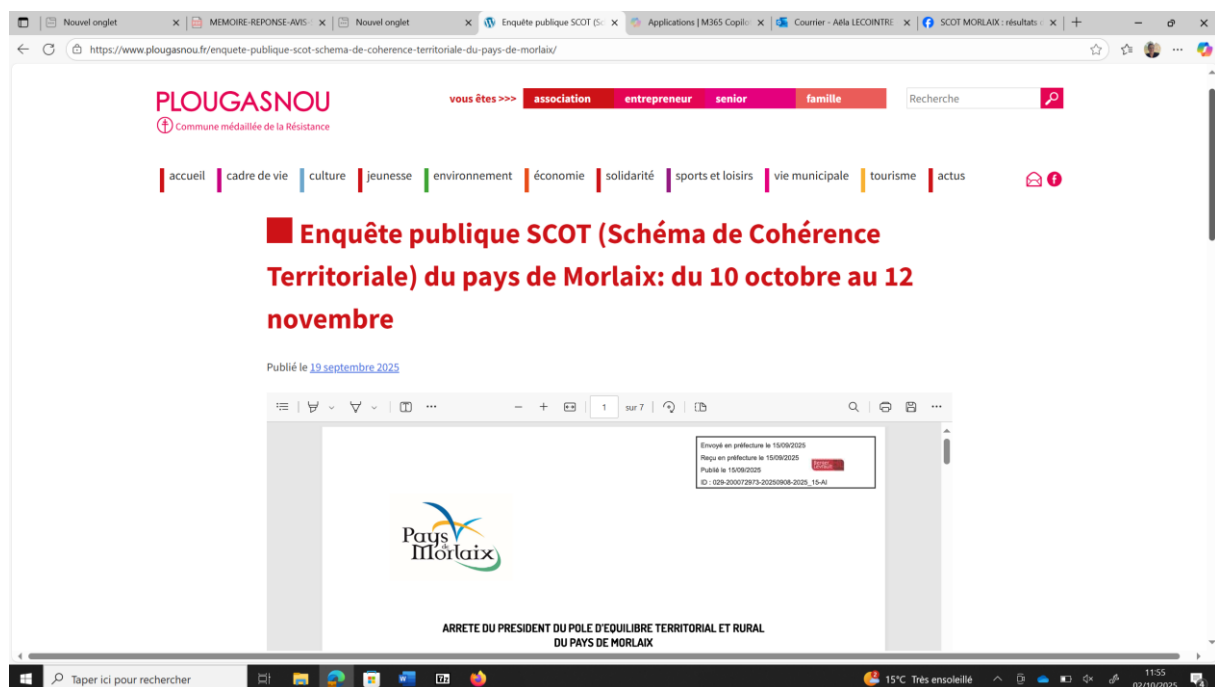 Nouvel onglet
MEMOIRE-REPONSE-AVIS-
Nouvel onglet
Enquête publique SCOT (Sc
Applications | M365 Copilo
Courrier - Aëla LECOINTRE
SCOT MORLAIX : résultats
https://www.plougasnou.fr/enquete-publique-scot-schema-de-coherence-territoriale-du-pays-de-morlaix/
PLOUGASNOU
Commune médaillée de la Résistance
vous êtes >>>
association
entrepreneur
senior
famille
Recherche
accueil
cadre de vie
culture
jeunesse
environnement
économie
solidarité
sports et loisirs
vie municipale
tourisme
actus
Enquête publique SCOT (Schéma de Cohérence
Territoriale) du pays de Morlaix: du 10 octobre au 12
novembre
Publié le 19 septembre 2025
1 sur 7
Envoyé en préfecture le 15/09/2025
Reçu en préfecture le 15/09/2025
Publié le 15/09/2025
ID : 029-200072973-20250908-2025_15-AI
Pays
de
Morlaix
ARRETE DU PRESIDENT DU POLE D'EQUILIBRE TERRITORIAL ET RURAL
DU PAYS DE MORLAIX
Taper ici pour rechercher
15°C Très ensoleillé
11:55
02/10/2025